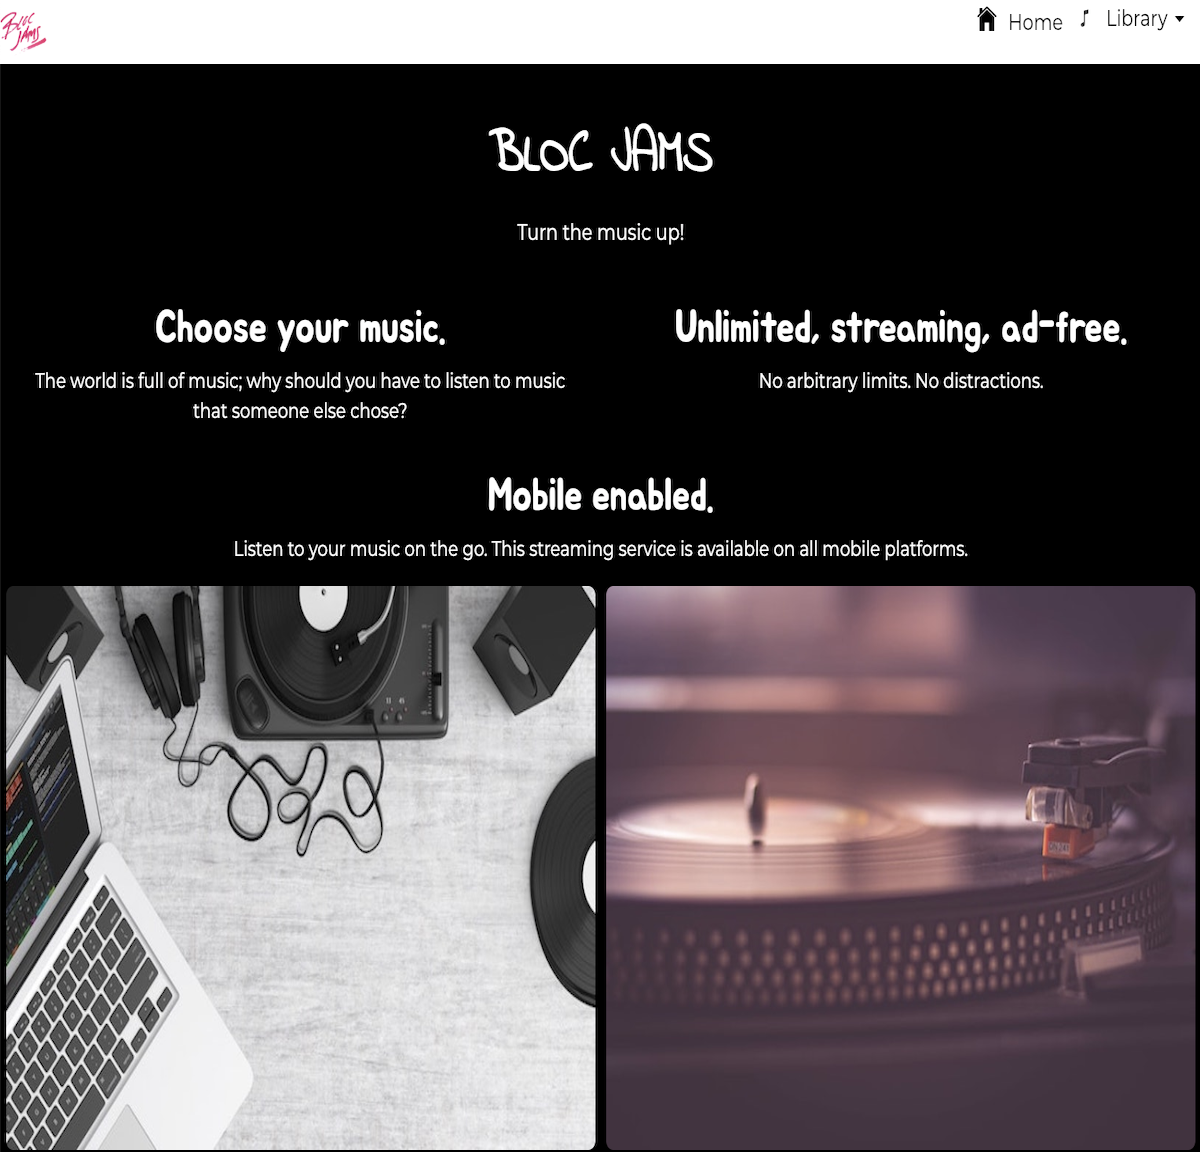 Bloc
Jams
Home
Library
BLOC JAMS
Turn the music up!
Choose your music.
The world is full of music; why should you have to listen to music
that someone else chose?
Unlimited, streaming, ad-free.
No arbitrary limits. No distractions.
Mobile enabled.
Listen to your music on the go. This streaming service is available on all mobile platforms.
33 45